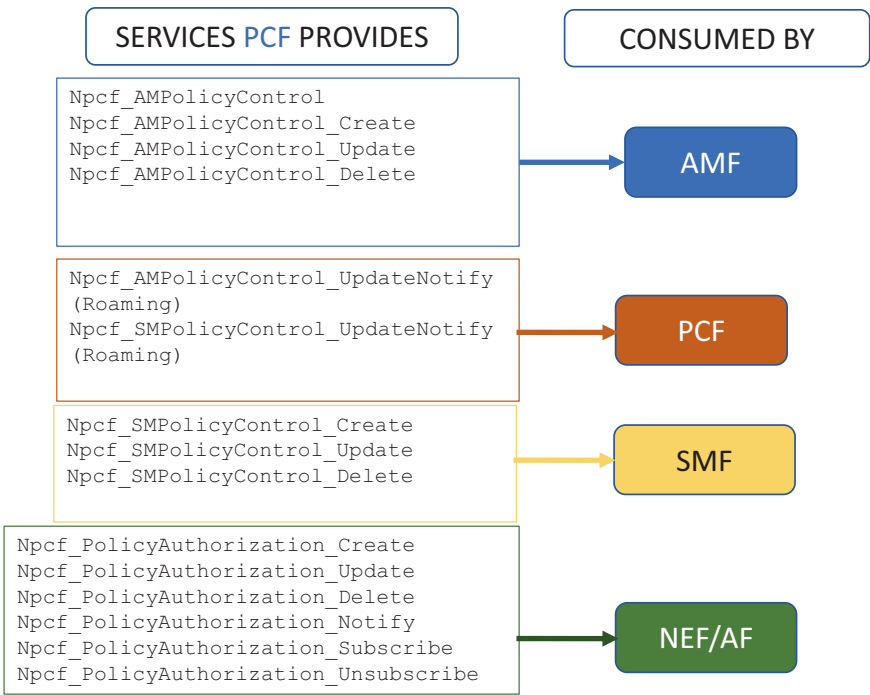 SERVICES PCF PROVIDES
CONSUMED BY
Npcf_AMPolicyControl
Npcf_AMPolicyControl_Create
Npcf_AMPolicyControl_Update
Npcf_AMPolicyControl_Delete
AMF
Npcf_AMPolicyControl_UpdateNotify
(Roaming)
Npcf_SMPolicyControl_UpdateNotify
(Roaming)
PCF
Npcf_SMPolicyControl_Create
Npcf_SMPolicyControl_Update
Npcf_SMPolicyControl_Delete
SMF
Npcf_PolicyAuthorization_Create
Npcf_PolicyAuthorization_Update
Npcf_PolicyAuthorization_Delete
Npcf_PolicyAuthorization_Notify
Npcf_PolicyAuthorization_Subscribe
Npcf_PolicyAuthorization_Unsubscribe
NEF/AF